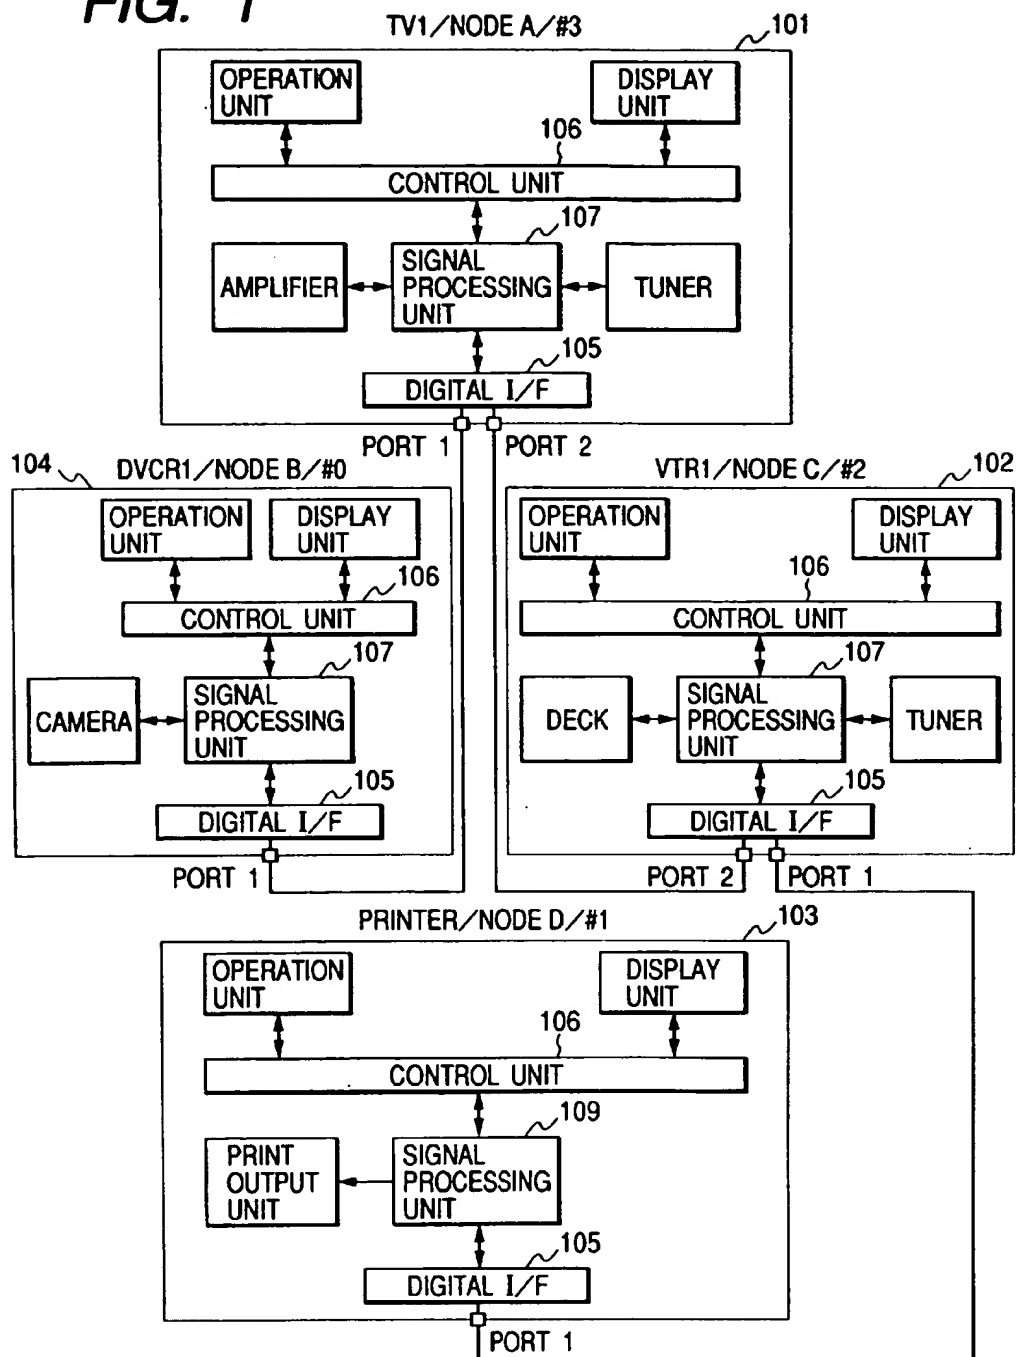 FIG. 1
TV1/NODE A/#3
101
OPERATION
UNIT
DISPLAY
UNIT
106
CONTROL UNIT
107
AMPLIFIER
SIGNAL
PROCESSING
UNIT
TUNER
105
DIGITAL I/F
PORT 1
PORT 2
104
DVCR1/NODE B/#0
OPERATION
UNIT
DISPLAY
UNIT
106
CONTROL UNIT
107
CAMERA
SIGNAL
PROCESSING
UNIT
105
DIGITAL I/F
PORT 1
VTR1/NODE C/#2
102
OPERATION
UNIT
DISPLAY
UNIT
106
CONTROL UNIT
107
DECK
SIGNAL
PROCESSING
UNIT
TUNER
105
DIGITAL I/F
PORT 2
PORT 1
PRINTER/NODE D/#1
103
OPERATION
UNIT
DISPLAY
UNIT
106
CONTROL UNIT
109
PRINT
OUTPUT
UNIT
SIGNAL
PROCESSING
UNIT
105
DIGITAL I/F
PORT 1